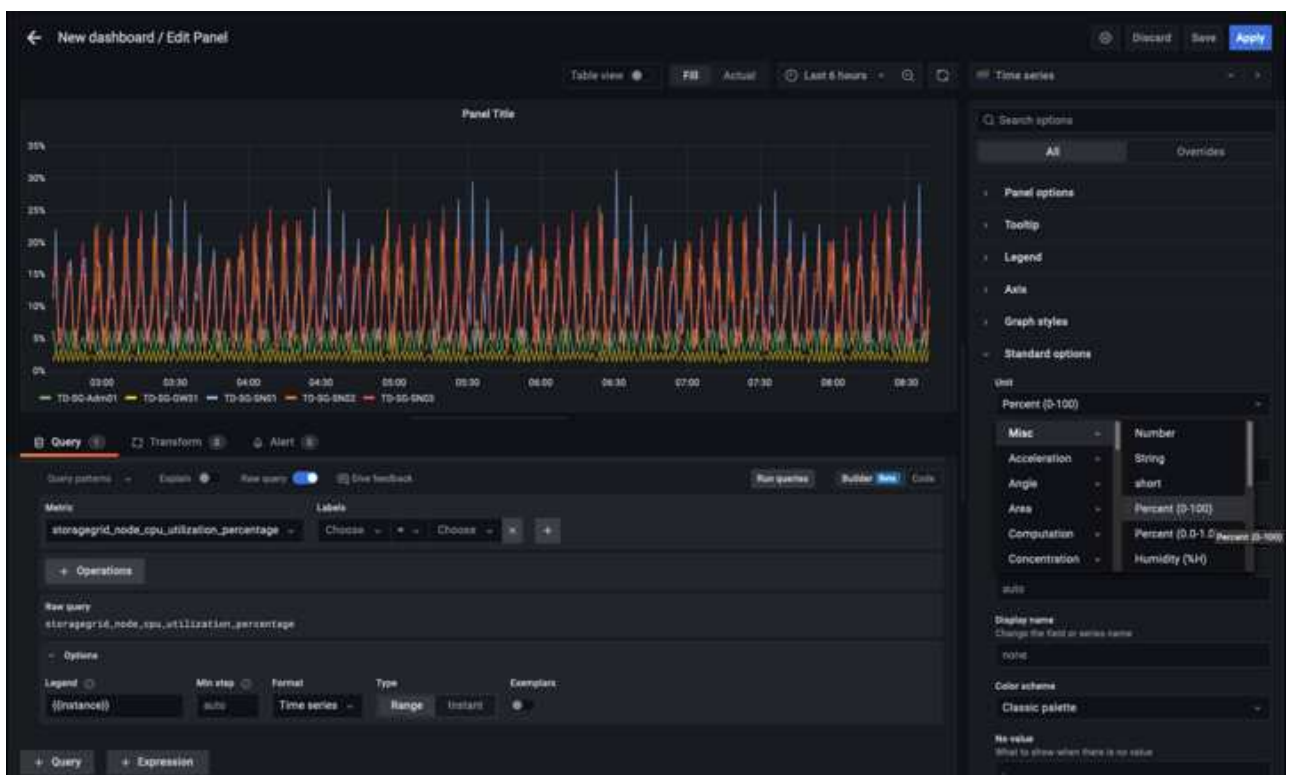 New dashboard / Edit Panel
Discard Save Apply
Table view Fill Actual Last 6 hours
Time series
Panel Title
Search options
All Overrides
35%
30%
25%
20%
15%
10%
5%
0%
03:00 03:30 04:00 04:30 05:00 05:30 06:00 06:30 07:00 07:30 08:00 08:30
TD-SG-Adm01 TD-SG-GW01 TD-SG-SN01 TD-SG-SN02 TD-SG-SN03
Panel options
Tooltip
Legend
Axis
Graph styles
Standard options
Unit
Percent (0-100)
Misc Number
Acceleration String
Angle short
Area Percent (0-100)
Computation Percent (0.0-1.0
Percent (0-100)
Concentration Humidity (%H)
auto
Display name
Change the field or series name
none
Color scheme
Classic palette
No value
What to show when there is no value
Query 1 Transform 0 Alert 0
Query patterns Explain Raw query Give feedback Run queries Builder Beta Code
Metric Labels
storagegrid_node_cpu_utilization_percentage Choose = Choose × +
+ Operations
Raw query
storagegrid_node_cpu_utilization_percentage
Options
Legend Min step Format Type Exemplars
{{instance}} auto Time series Range Instant
+ Query + Expression